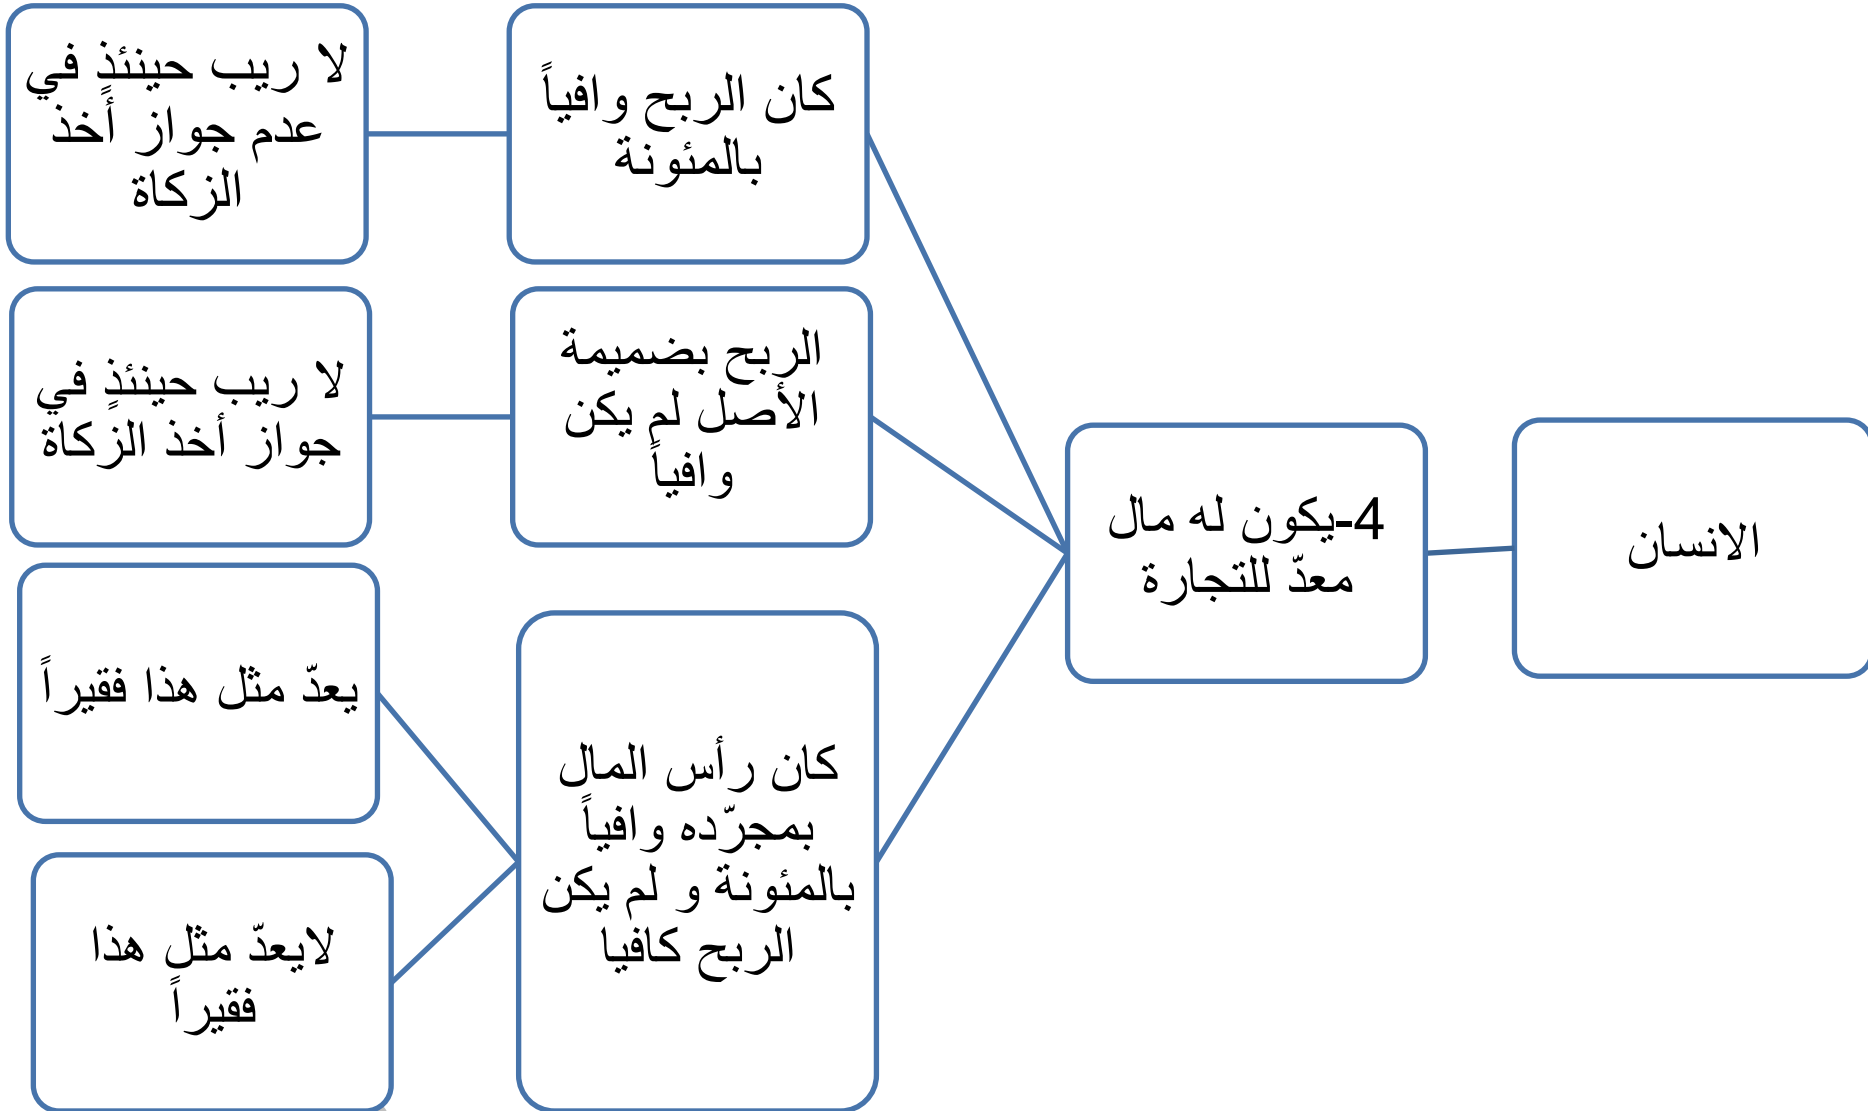 الانسان
4-يكون له مال
معدّ للتجارة
كان الربح وافياً
بالمئونة
لا ريب حينئذٍ في
عدم جواز أخذ
الزكاة
الربح بضميمة
الأصل لم يكن
وافياً
لا ريب حينئذٍ في
جواز أخذ الزكاة
كان رأس المال
بمجرّده وافياً
بالمئونة و لم يكن
الربح كافيا
يعدّ مثل هذا فقيراً
لايعدّ مثل هذا
فقيراً